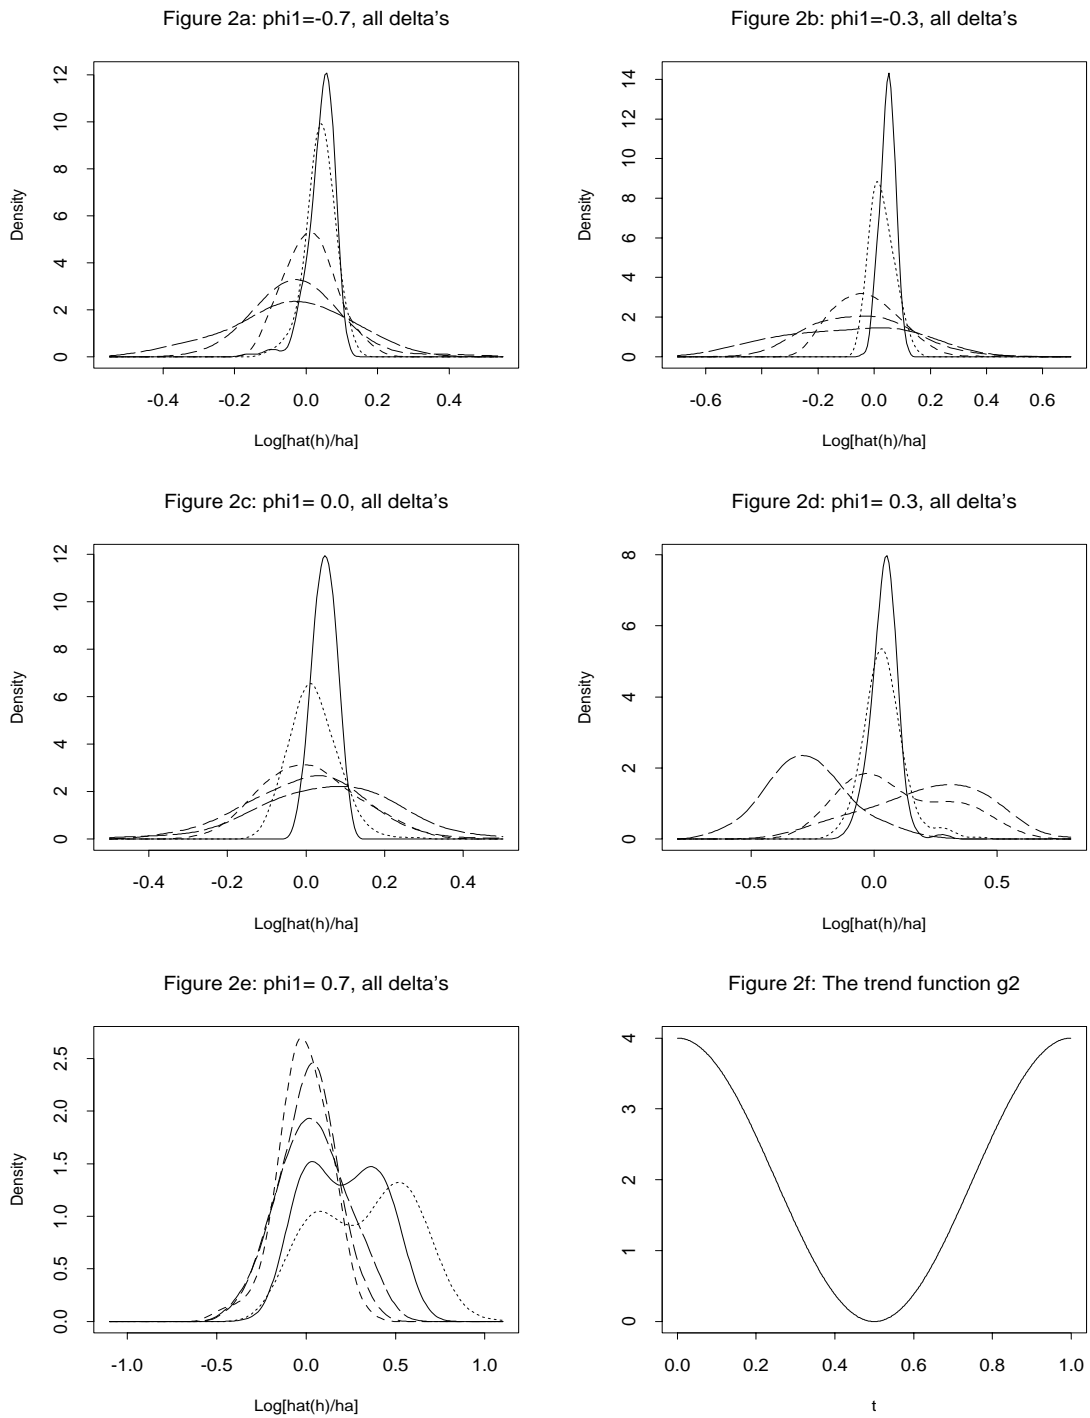 Figure 2a: phi1=-0.7, all delta's
Density
0 2 4 6 8 10 12
-0.4 -0.2 0.0 0.2 0.4
Log[hat(h)/ha]
Figure 2b: phi1=-0.3, all delta's
Density
0 2 4 6 8 10 12 14
-0.6 -0.2 0.0 0.2 0.4 0.6
Log[hat(h)/ha]
Figure 2c: phi1= 0.0, all delta's
Density
0 2 4 6 8 10 12
-0.4 -0.2 0.0 0.2 0.4
Log[hat(h)/ha]
Figure 2d: phi1= 0.3, all delta's
Density
0 2 4 6 8
-0.5 0.0 0.5
Log[hat(h)/ha]
Figure 2e: phi1= 0.7, all delta's
Density
0.0 0.5 1.0 1.5 2.0 2.5
-1.0 -0.5 0.0 0.5 1.0
Log[hat(h)/ha]
Figure 2f: The trend function g2
0 1 2 3 4
0.0 0.2 0.4 0.6 0.8 1.0
t